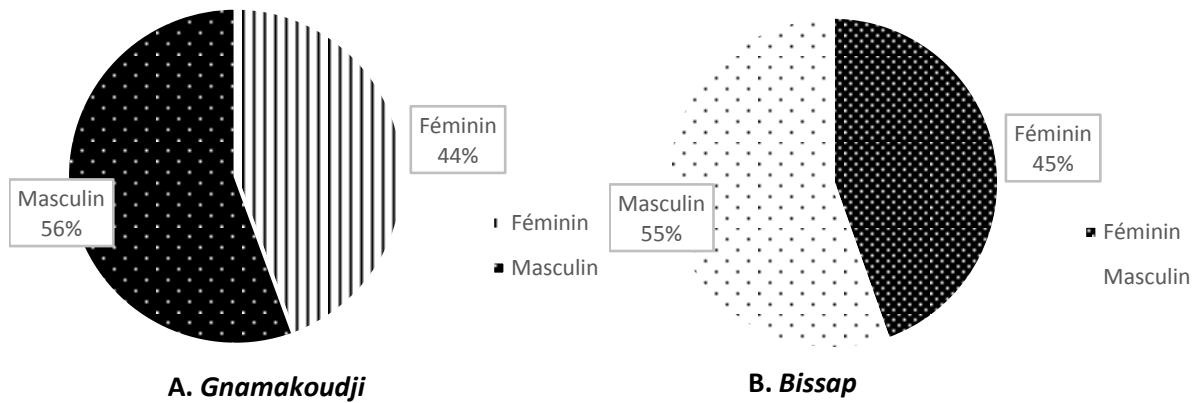 Féminin
44%
Masculin
56%
Féminin
Masculin
A. Gnamakoudji
Féminin
45%
Masculin
55%
Féminin
Masculin
B. Bissap